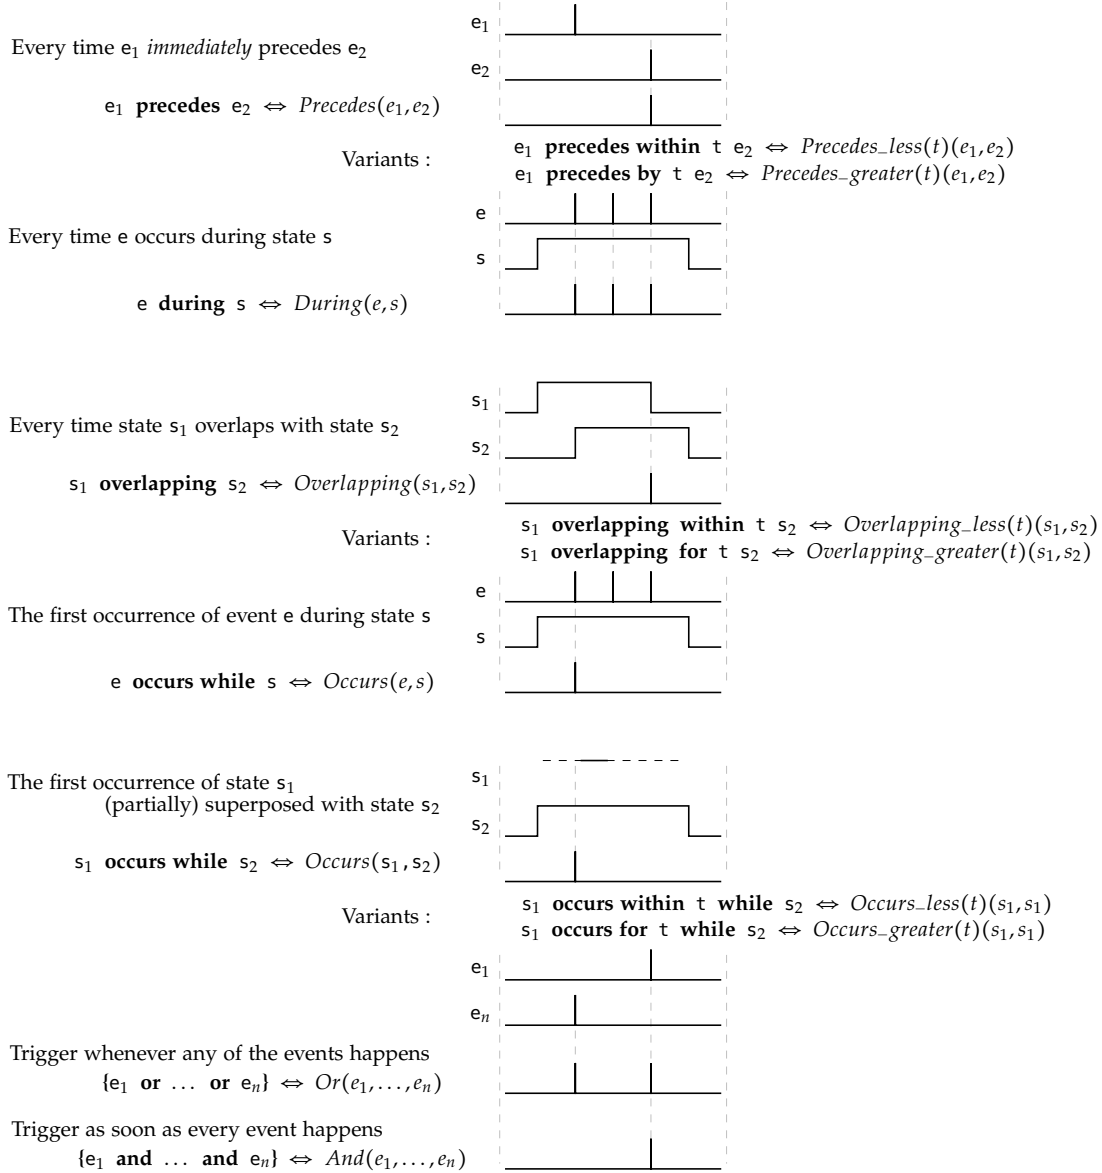 e₁
Every time e₁ immediately precedes e₂
e₂
e₁ precedes e₂ ⇔ Precedes(e₁,e₂)
Variants :
e₁ precedes within t e₂ ⇔ Precedes_less(t)(e₁,e₂)
e₁ precedes by t e₂ ⇔ Precedes_greater(t)(e₁,e₂)
e
Every time e occurs during state s
s
e during s ⇔ During(e,s)
s₁
Every time state s₁ overlaps with state s₂
s₂
s₁ overlapping s₂ ⇔ Overlapping(s₁,s₂)
Variants :
s₁ overlapping within t s₂ ⇔ Overlapping_less(t)(s₁,s₂)
s₁ overlapping for t s₂ ⇔ Overlapping_greater(t)(s₁,s₂)
e
The first occurrence of event e during state s
s
e occurs while s ⇔ Occurs(e,s)
s₁
The first occurrence of state s₁
(partially) superposed with state s₂
s₂
s₁ occurs while s₂ ⇔ Occurs(s₁,s₂)
Variants :
s₁ occurs within t while s₂ ⇔ Occurs_less(t)(s₁,s₁)
s₁ occurs for t while s₂ ⇔ Occurs_greater(t)(s₁,s₁)
e₁
eₙ
Trigger whenever any of the events happens
{e₁ or ... or eₙ} ⇔ Or(e₁,...,eₙ)
Trigger as soon as every event happens
{e₁ and ... and eₙ} ⇔ And(e₁,...,eₙ)